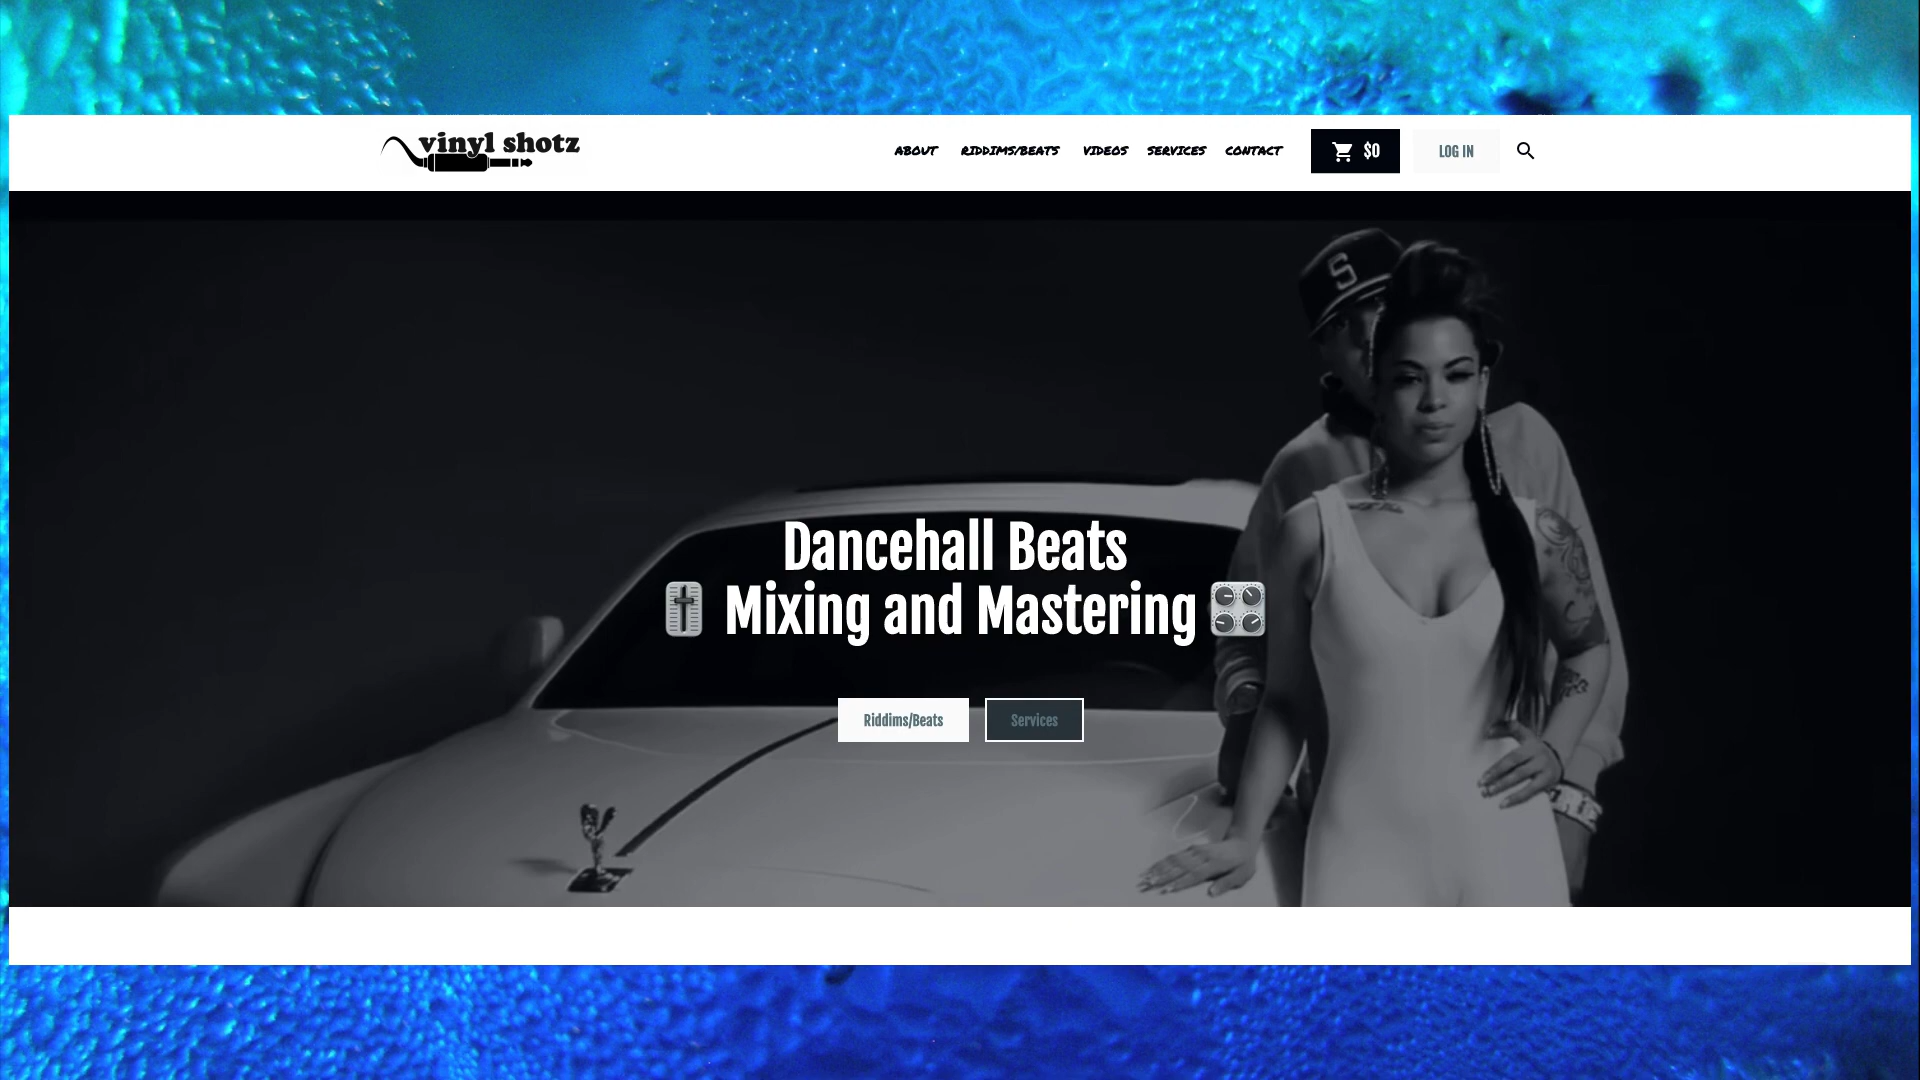 vinyl shotz
ABOUT RIDDIMS/BEATS VIDEOS SERVICES CONTACT $0 LOG IN
S
Dancehall Beats
Mixing and Mastering
Riddims/Beats Services